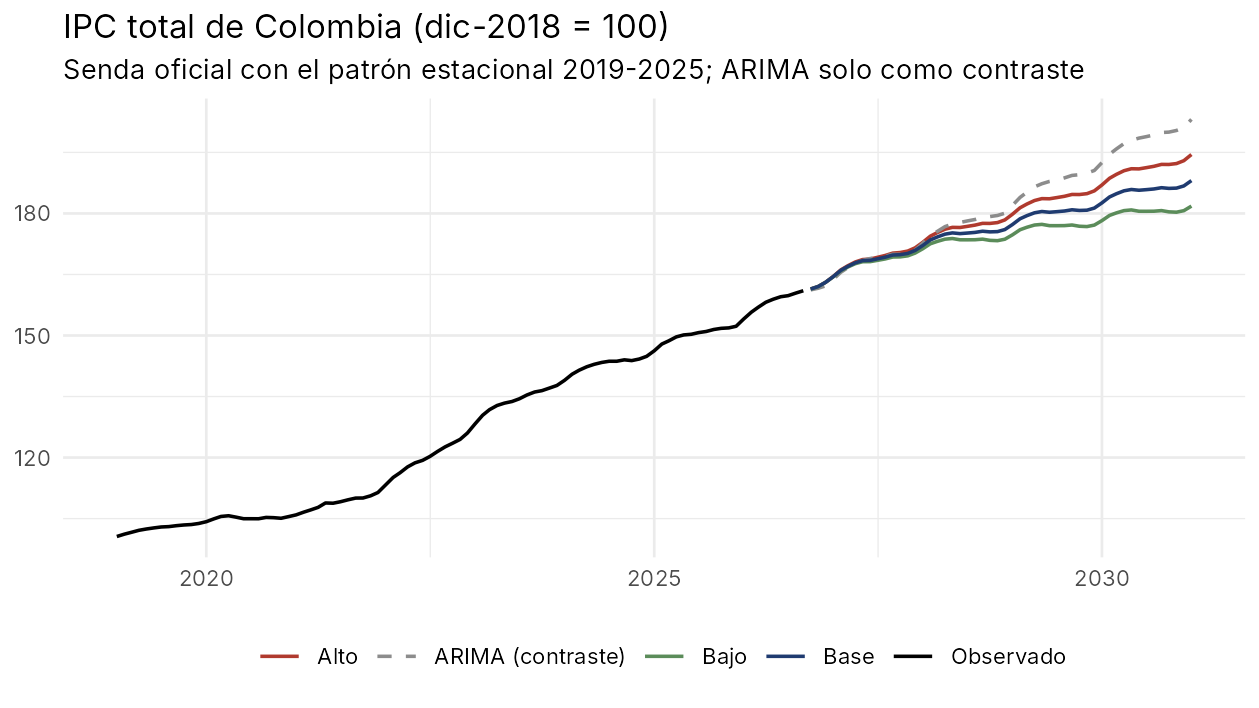 IPC total de Colombia (dic-2018 = 100)
Senda oficial con el patrón estacional 2019-2025; ARIMA solo como contraste
180
150
120
2020 2025 2030
Alto ARIMA (contraste) Bajo Base Observado